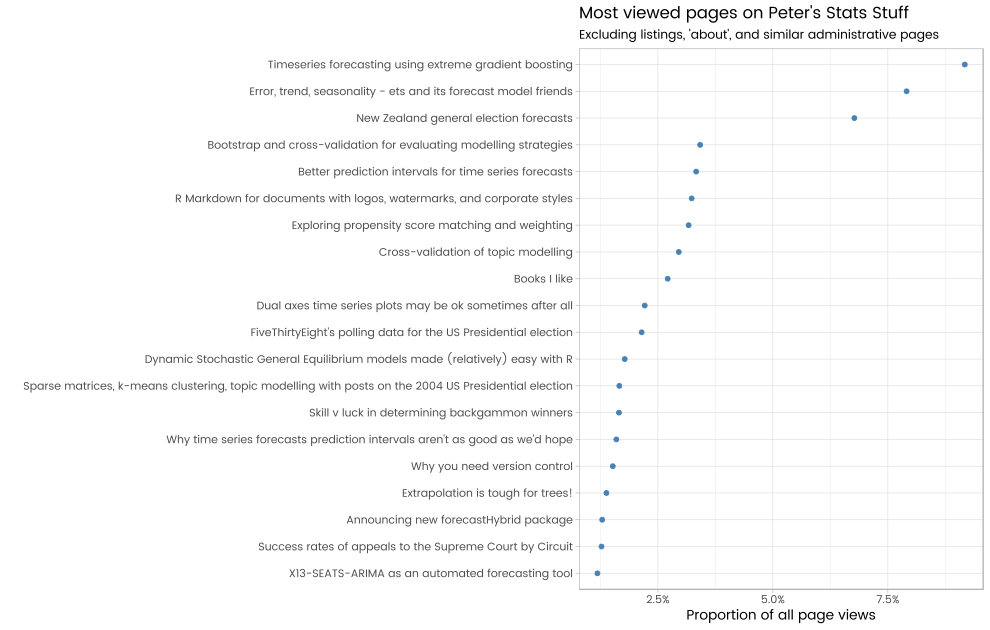 Most viewed pages on Peter's Stats Stuff
Excluding listings, 'about', and similar administrative pages
Timeseries forecasting using extreme gradient boosting
Error, trend, seasonality - ets and its forecast model friends
New Zealand general election forecasts
Bootstrap and cross-validation for evaluating modelling strategies
Better prediction intervals for time series forecasts
R Markdown for documents with logos, watermarks, and corporate styles
Exploring propensity score matching and weighting
Cross-validation of topic modelling
Books I like
Dual axes time series plots may be ok sometimes after all
FiveThirtyEight's polling data for the US Presidential election
Dynamic Stochastic General Equilibrium models made (relatively) easy with R
Sparse matrices, k-means clustering, topic modelling with posts on the 2004 US Presidential election
Skill v luck in determining backgammon winners
Why time series forecasts prediction intervals aren't as good as we'd hope
Why you need version control
Extrapolation is tough for trees!
Announcing new forecastHybrid package
Success rates of appeals to the Supreme Court by Circuit
X13-SEATS-ARIMA as an automated forecasting tool
2.5% 5.0% 7.5%
Proportion of all page views